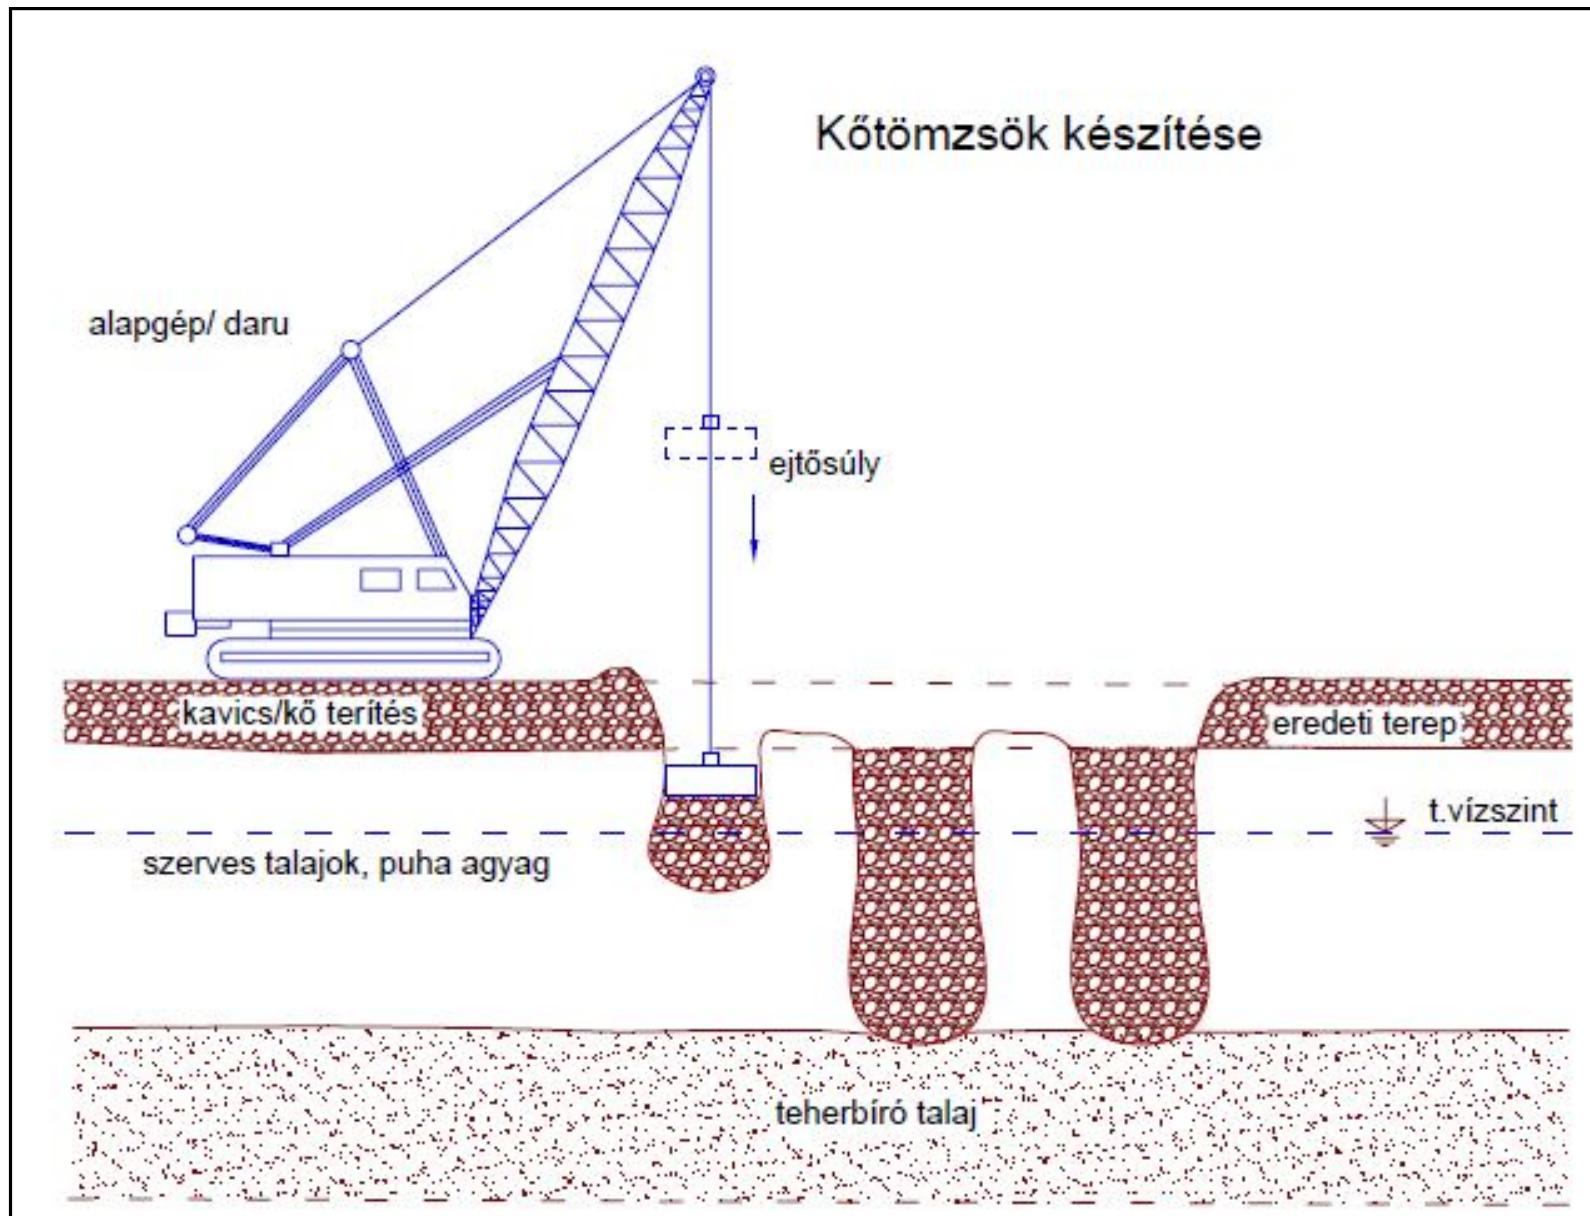 Kőtömzsök készítése
alapgép/ daru
ejtősúly
kavics/kő terítés
eredeti terep
t.vízszint
szerves talajok, puha agyag
teherbíró talaj